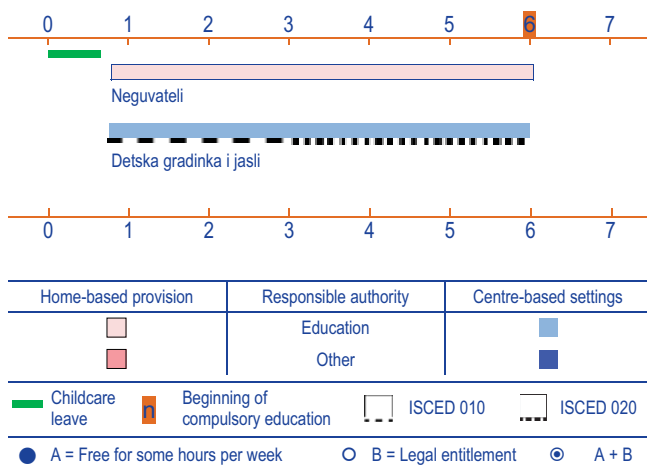 0 1 2 3 4 5 6 7
Neguvateli
Detska gradinka i jasli
0 1 2 3 4 5 6 7
Home-based provision Responsible authority Centre-based settings
Education
Other
Childcare leave n Beginning of compulsory education ISCED 010 ISCED 020
A = Free for some hours per week B = Legal entitlement A + B